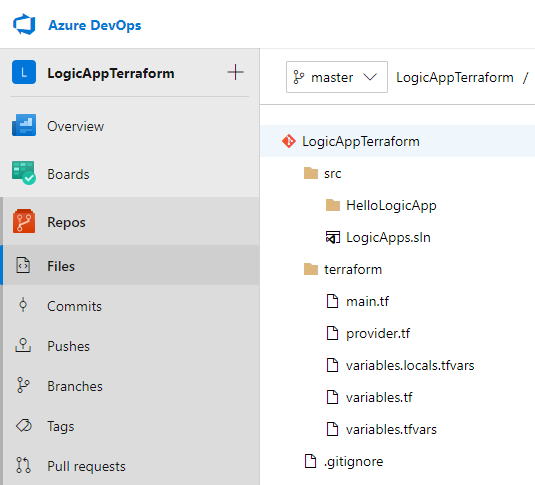 Azure DevOps
L LogicAppTerraform +
Overview
Boards
Repos
Files
Commits
Pushes
Branches
Tags
Pull requests
master LogicAppTerraform /
LogicAppTerraform
src
HelloLogicApp
LogicApps.sln
terraform
main.tf
provider.tf
variables.locals.tfvars
variables.tf
variables.tfvars
.gitignore